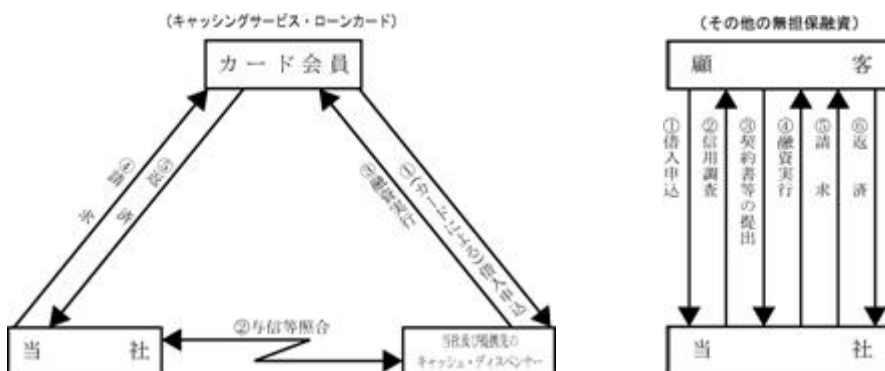 (キャッシングサービス・ローンカード)
カード会員
④請求
⑤返済
③融資実行
①(カードによる)借入申込
②与信等照合
当社
当社及び提携先の
キャッシュ・ディスペンサー
(その他の無担保融資)
顧客
①借入申込
②信用調査
③契約書等の提出
④融資実行
⑤請求
⑥返済
当社